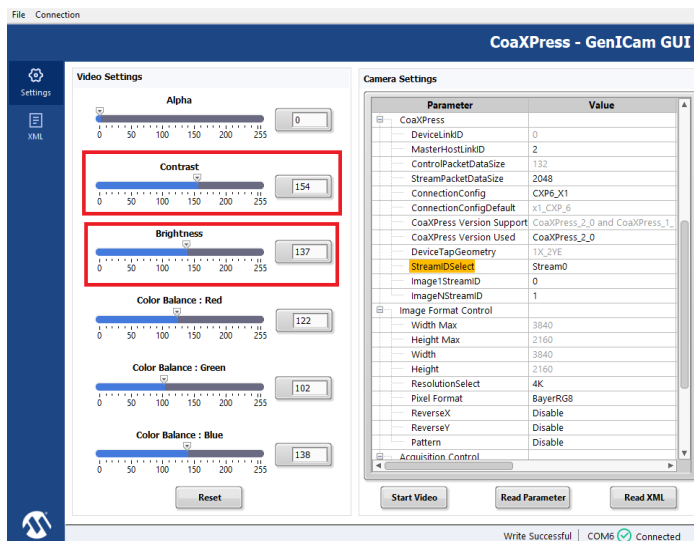 File Connection
CoaXPress - GenICam GUI
Settings
XML
Video Settings
Alpha
0
0 50 100 150 200 255
Contrast
154
0 50 100 150 200 255
Brightness
137
0 50 100 150 200 255
Color Balance : Red
122
0 50 100 150 200 255
Color Balance : Green
102
0 50 100 150 200 255
Color Balance : Blue
138
0 50 100 150 200 255
Reset
Camera Settings
Parameter Value
CoaXPress
DeviceLinkID 0
MasterHostLinkID 2
ControlPacketDataSize 132
StreamPacketDataSize 2048
ConnectionConfig CXP6_X1
ConnectionConfigDefault x1_CXP_6
CoaXPress Version Support CoaXPress_2_0 and CoaXPress_1_
CoaXPress Version Used CoaXPress_2_0
DeviceTapGeometry 1X_2YE
StreamIDSelect Stream0
Image1StreamID 0
ImageNStreamID 1
Image Format Control
Width Max 3840
Height Max 2160
Width 3840
Height 2160
ResolutionSelect 4K
Pixel Format BayerRG8
ReverseX Disable
ReverseY Disable
Pattern Disable
Acquisition Control
Start Video Read Parameter Read XML
Write Successful COM6 Connected